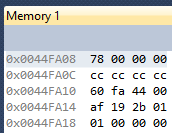 Memory 1
0x0044FA08 78 00 00 00
0x0044FA0C cc cc cc cc
0x0044FA10 60 fa 44 00
0x0044FA14 af 19 2b 01
0x0044FA18 01 00 00 00